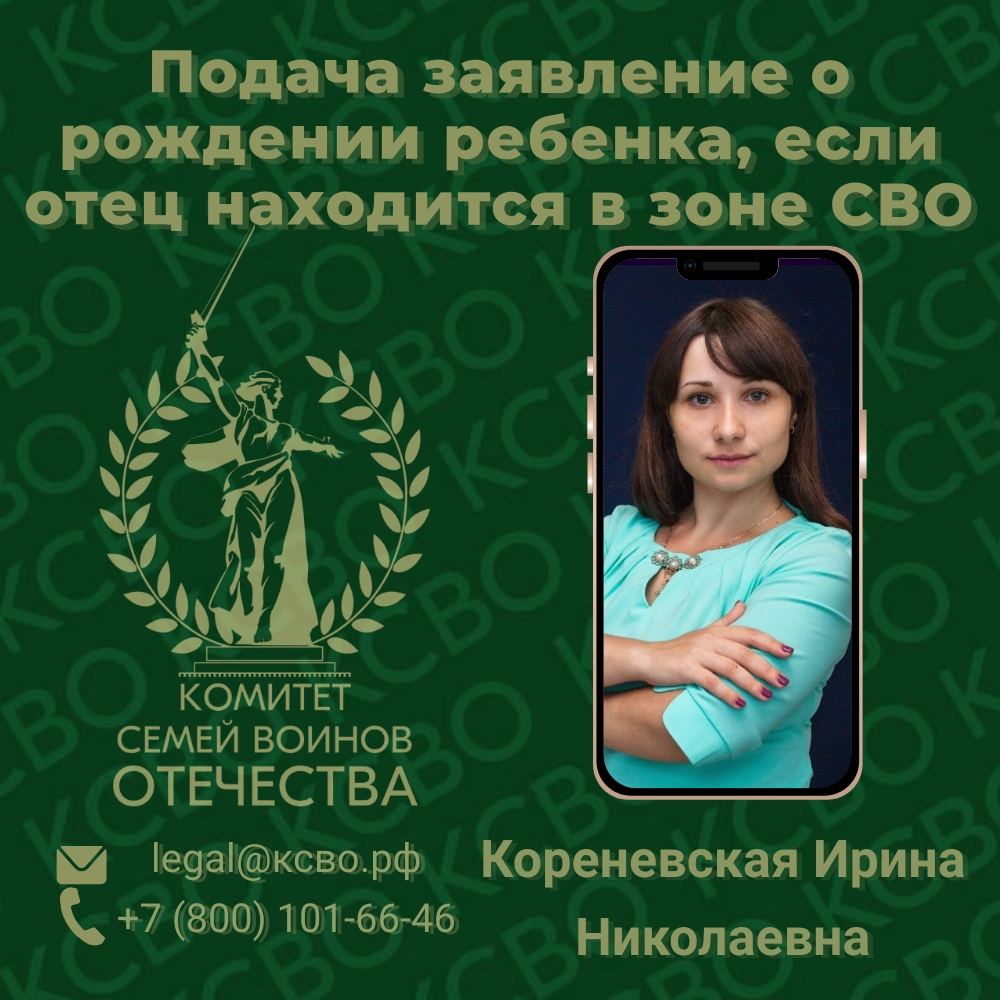 Подача заявление о
рождении ребенка, если
отец находится в зоне СВО
КОМИТЕТ
СЕМЕЙ ВОИНОВ
ОТЕЧЕСТВА
legal@ксво.рф
+7 (800) 101-66-46
Кореневская Ирина
Николаевна